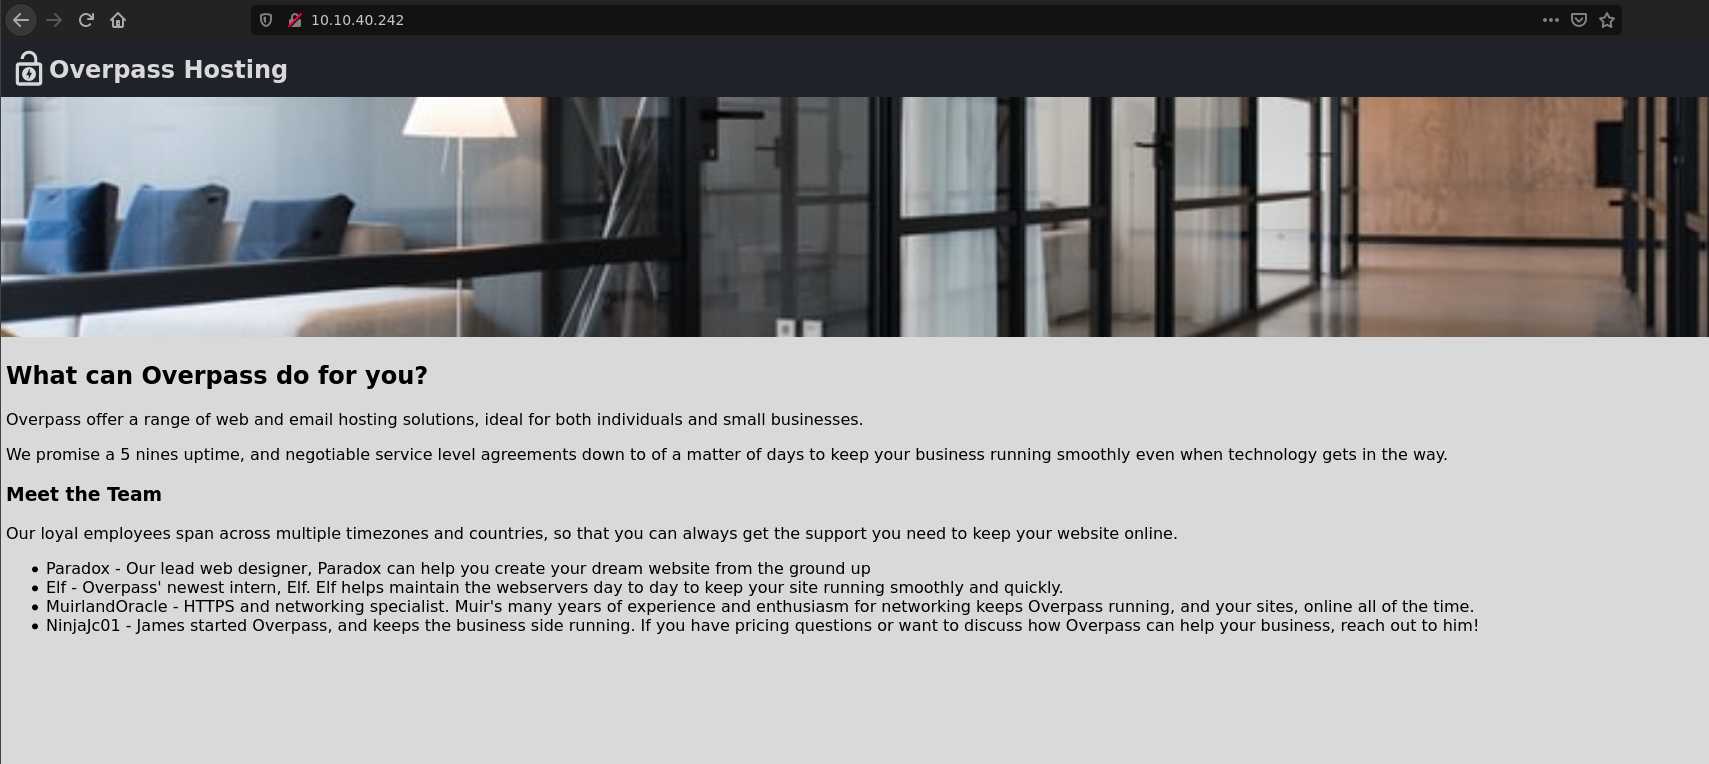 10.10.40.242
Overpass Hosting
What can Overpass do for you?
Overpass offer a range of web and email hosting solutions, ideal for both individuals and small businesses.
We promise a 5 nines uptime, and negotiable service level agreements down to of a matter of days to keep your business running smoothly even when technology gets in the way.
Meet the Team
Our loyal employees span across multiple timezones and countries, so that you can always get the support you need to keep your website online.
• Paradox - Our lead web designer, Paradox can help you create your dream website from the ground up
• Elf - Overpass' newest intern, Elf. Elf helps maintain the webservers day to day to keep your site running smoothly and quickly.
• MuirlandOracle - HTTPS and networking specialist. Muir's many years of experience and enthusiasm for networking keeps Overpass running, and your sites, online all of the time.
• NinjaJc01 - James started Overpass, and keeps the business side running. If you have pricing questions or want to discuss how Overpass can help your business, reach out to him!